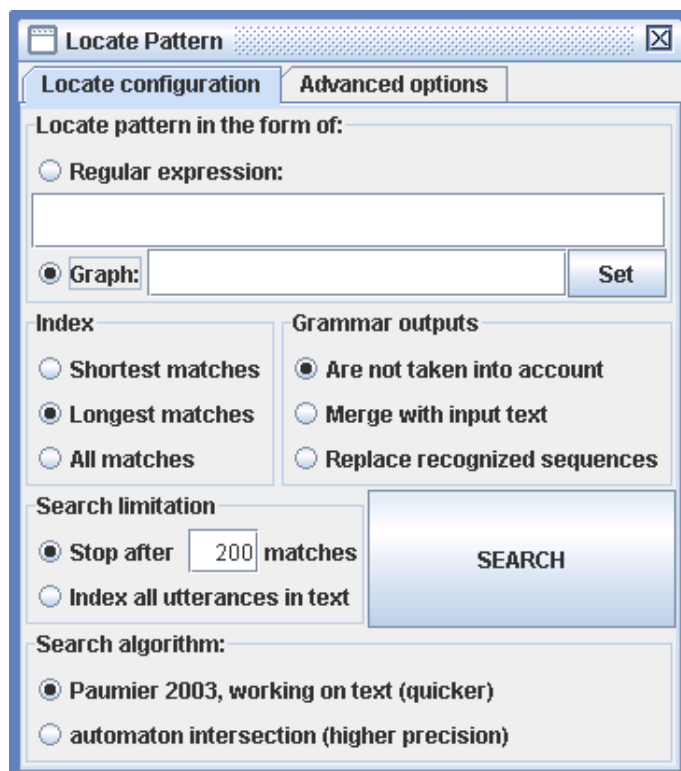 Locate Pattern
Locate configuration
Advanced options
Locate pattern in the form of:
Regular expression:
Graph:
Set
Index
Shortest matches
Longest matches
All matches
Grammar outputs
Are not taken into account
Merge with input text
Replace recognized sequences
Search limitation
Stop after 200 matches
Index all utterances in text
SEARCH
Search algorithm:
Paumier 2003, working on text (quicker)
automaton intersection (higher precision)